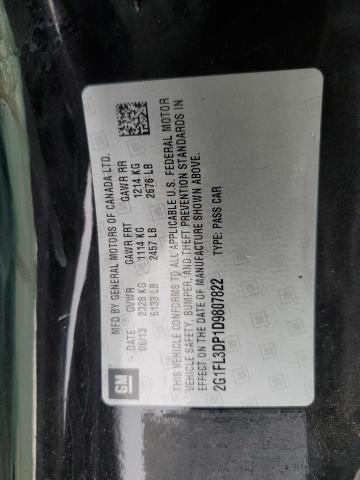 MFD BY GENERAL MOTORS OF CANADA LTD.
DATE GVWR GAWR FRT GAWR RR
06/13 2328 KG 1114 KG 1214 KG
5133 LB 2457 LB 2676 LB
THIS VEHICLE CONFORMS TO ALL APPLICABLE U.S. FEDERAL MOTOR
VEHICLE SAFETY, BUMPER, AND THEFT PREVENTION STANDARDS IN
EFFECT ON THE DATE OF MANUFACTURE SHOWN ABOVE.
2G1FL3DP1D9807822 TYPE: PASS CAR
GM